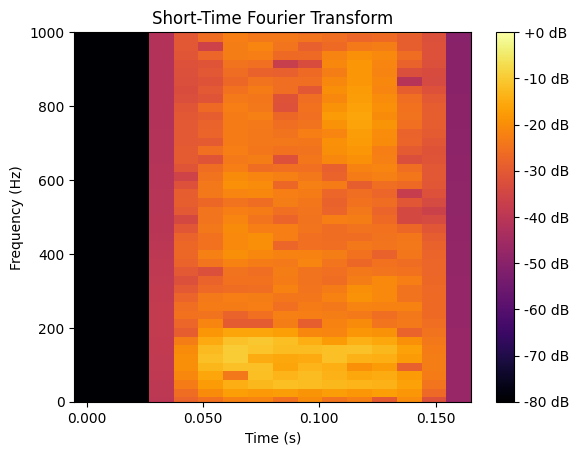 Short-Time Fourier Transform
1000
800
600
400
200
0
Frequency (Hz)
0.000
0.050
0.100
0.150
Time (s)
+0 dB
-10 dB
-20 dB
-30 dB
-40 dB
-50 dB
-60 dB
-70 dB
-80 dB